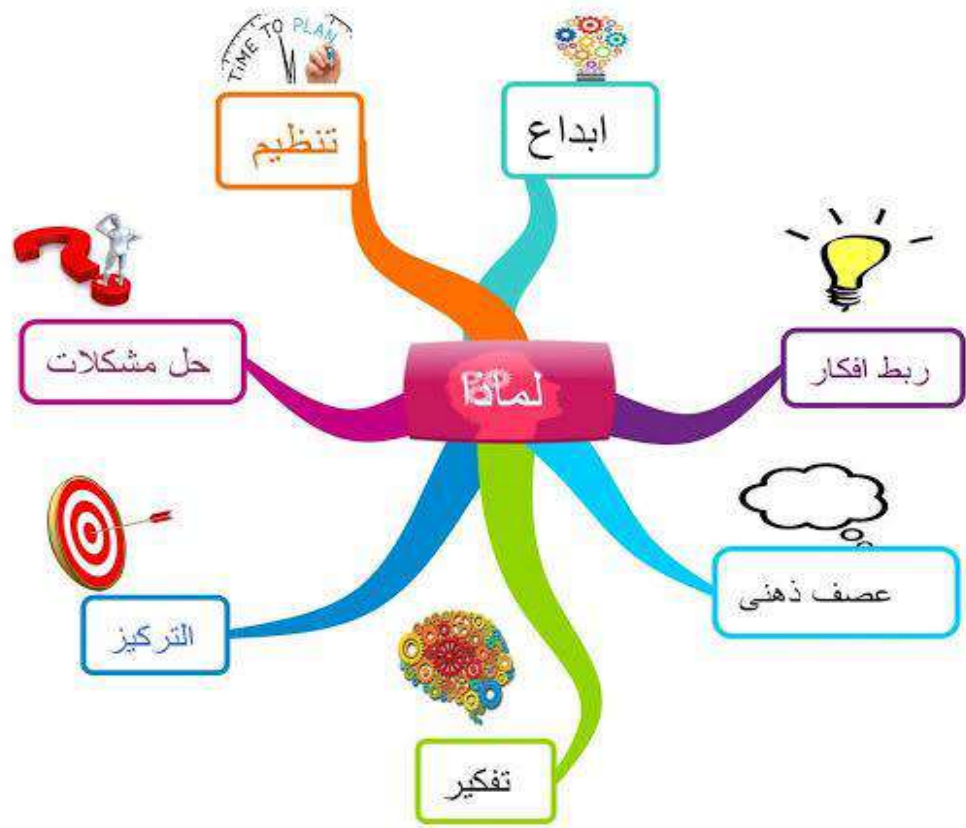 TIME TO PLAN
ابداع
تنظيم
ربط افكار
لماذا
حل مشكلات
عصف ذهنى
التركيز
تفكير